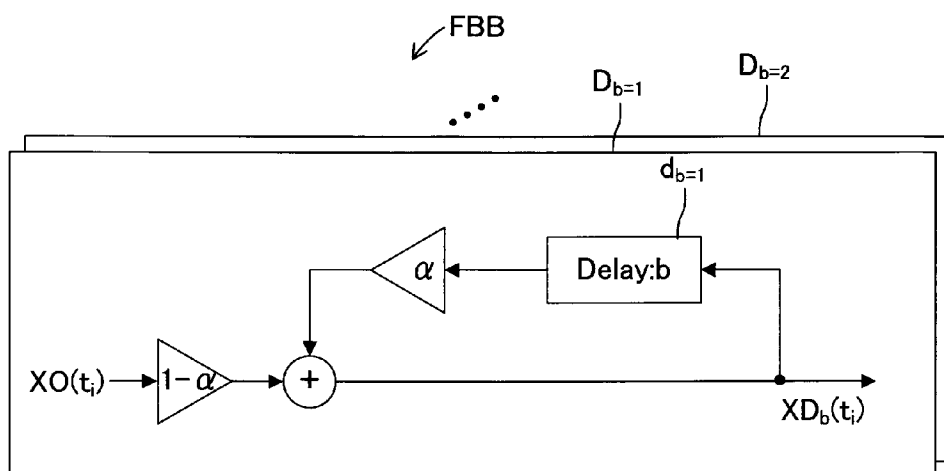 FBB
D_{b=2}
D_{b=1}
d_{b=1}
α
Delay:b
XO(t_i)
1-α
+
XD_b(t_i)